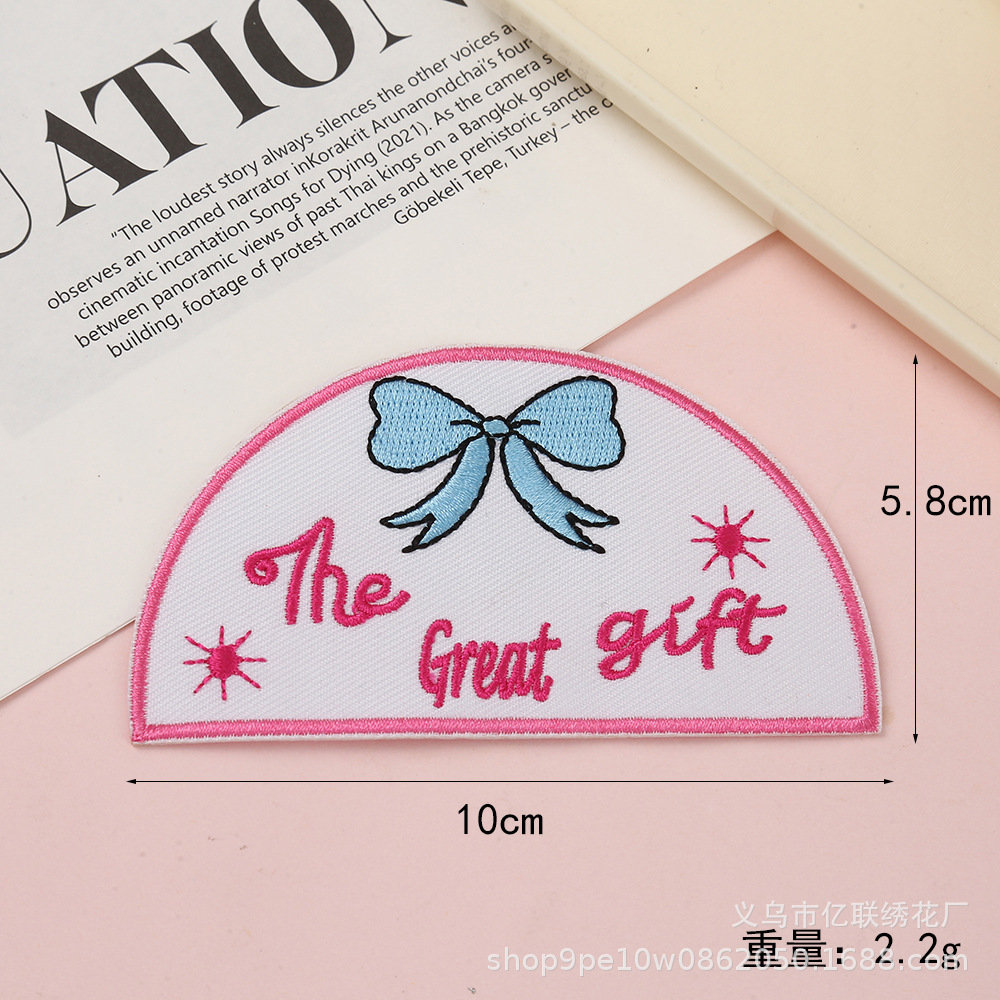 UATION
"The loudest story always silences the other voices a
observes an unnamed narrator inKorakrit Arunanondchai's four-
cinematic incantation Songs for Dying (2021). As the camera s
between panoramic views of past Thai kings on a Bangkok gover
building, footage of protest marches and the prehistoric sanctu
Göbekeli Tepe, Turkey – the c
The
Great
gift
5.8cm
10cm
义乌市亿联绣花厂
重量: 2.2g
shop9pe10w0862050.1688.com